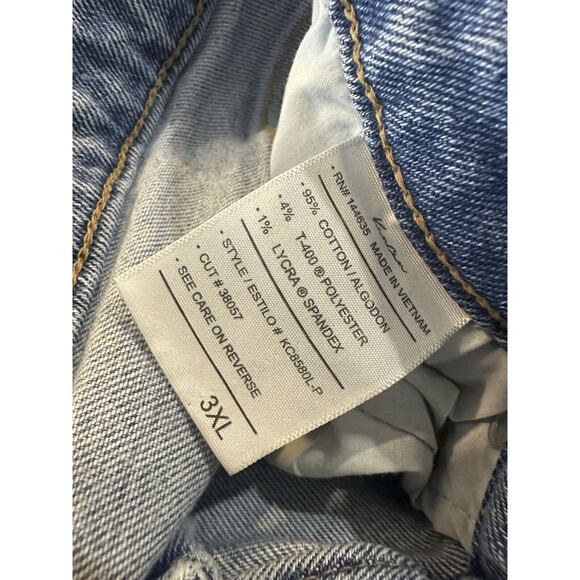 • RN# 144635 MADE IN VIETNAM
• 95% COTTON / ALGODON
• 4% T-400 ® POLYESTER
• 1% LYCRA ® SPANDEX
• STYLE / ESTILO # KC8580L-P
• CUT # 38057
• SEE CARE ON REVERSE
3XL